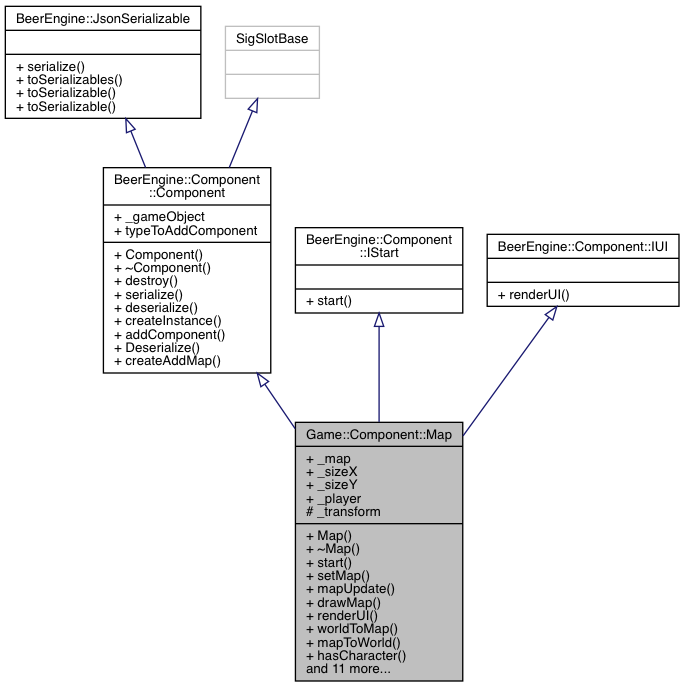 BeerEngine::JsonSerializable
+ serialize()
+ toSerializables()
+ toSerializable()
+ toSerializable()
SigSlotBase
BeerEngine::Component
::Component
+ _gameObject
+ typeToAddComponent
+ Component()
+ ~Component()
+ destroy()
+ serialize()
+ deserialize()
+ createInstance()
+ addComponent()
+ Deserialize()
+ createAddMap()
BeerEngine::Component
::IStart
+ start()
BeerEngine::Component::IUI
+ renderUI()
Game::Component::Map
+ _map
+ _sizeX
+ _sizeY
+ _player
# _transform
+ Map()
+ ~Map()
+ start()
+ setMap()
+ mapUpdate()
+ drawMap()
+ renderUI()
+ worldToMap()
+ mapToWorld()
+ hasCharacter()
and 11 more...